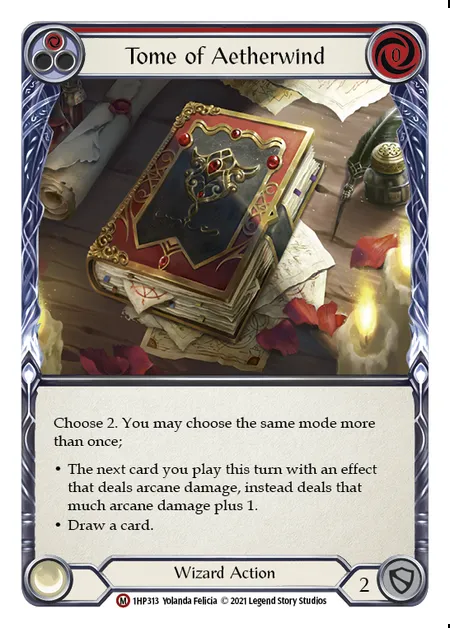 Tome of Aetherwind
0
Choose 2. You may choose the same mode more
than once;
• The next card you play this turn with an effect
that deals arcane damage, instead deals that
much arcane damage plus 1.
• Draw a card.
Wizard Action
2
M 1HP313 Yolanda Felicia © 2021 Legend Story Studios